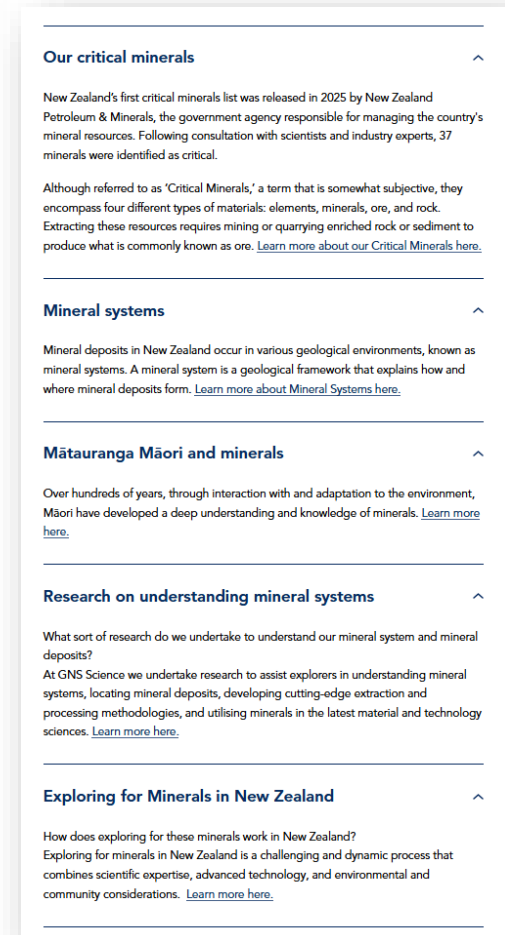 Our critical minerals
New Zealand's first critical minerals list was released in 2025 by New Zealand
Petroleum & Minerals, the government agency responsible for managing the country's
mineral resources. Following consultation with scientists and industry experts, 37
minerals were identified as critical.
Although referred to as 'Critical Minerals,' a term that is somewhat subjective, they
encompass four different types of materials: elements, minerals, ore, and rock.
Extracting these resources requires mining or quarrying enriched rock or sediment to
produce what is commonly known as ore. Learn more about our Critical Minerals here.
Mineral systems
Mineral deposits in New Zealand occur in various geological environments, known as
mineral systems. A mineral system is a geological framework that explains how and
where mineral deposits form. Learn more about Mineral Systems here.
Mātauranga Māori and minerals
Over hundreds of years, through interaction with and adaptation to the environment,
Māori have developed a deep understanding and knowledge of minerals. Learn more
here.
Research on understanding mineral systems
What sort of research do we undertake to understand our mineral system and mineral
deposits?
At GNS Science we undertake research to assist explorers in understanding mineral
systems, locating mineral deposits, developing cutting-edge extraction and
processing methodologies, and utilising minerals in the latest material and technology
sciences. Learn more here.
Exploring for Minerals in New Zealand
How does exploring for these minerals work in New Zealand?
Exploring for minerals in New Zealand is a challenging and dynamic process that
combines scientific expertise, advanced technology, and environmental and
community considerations. Learn more here.